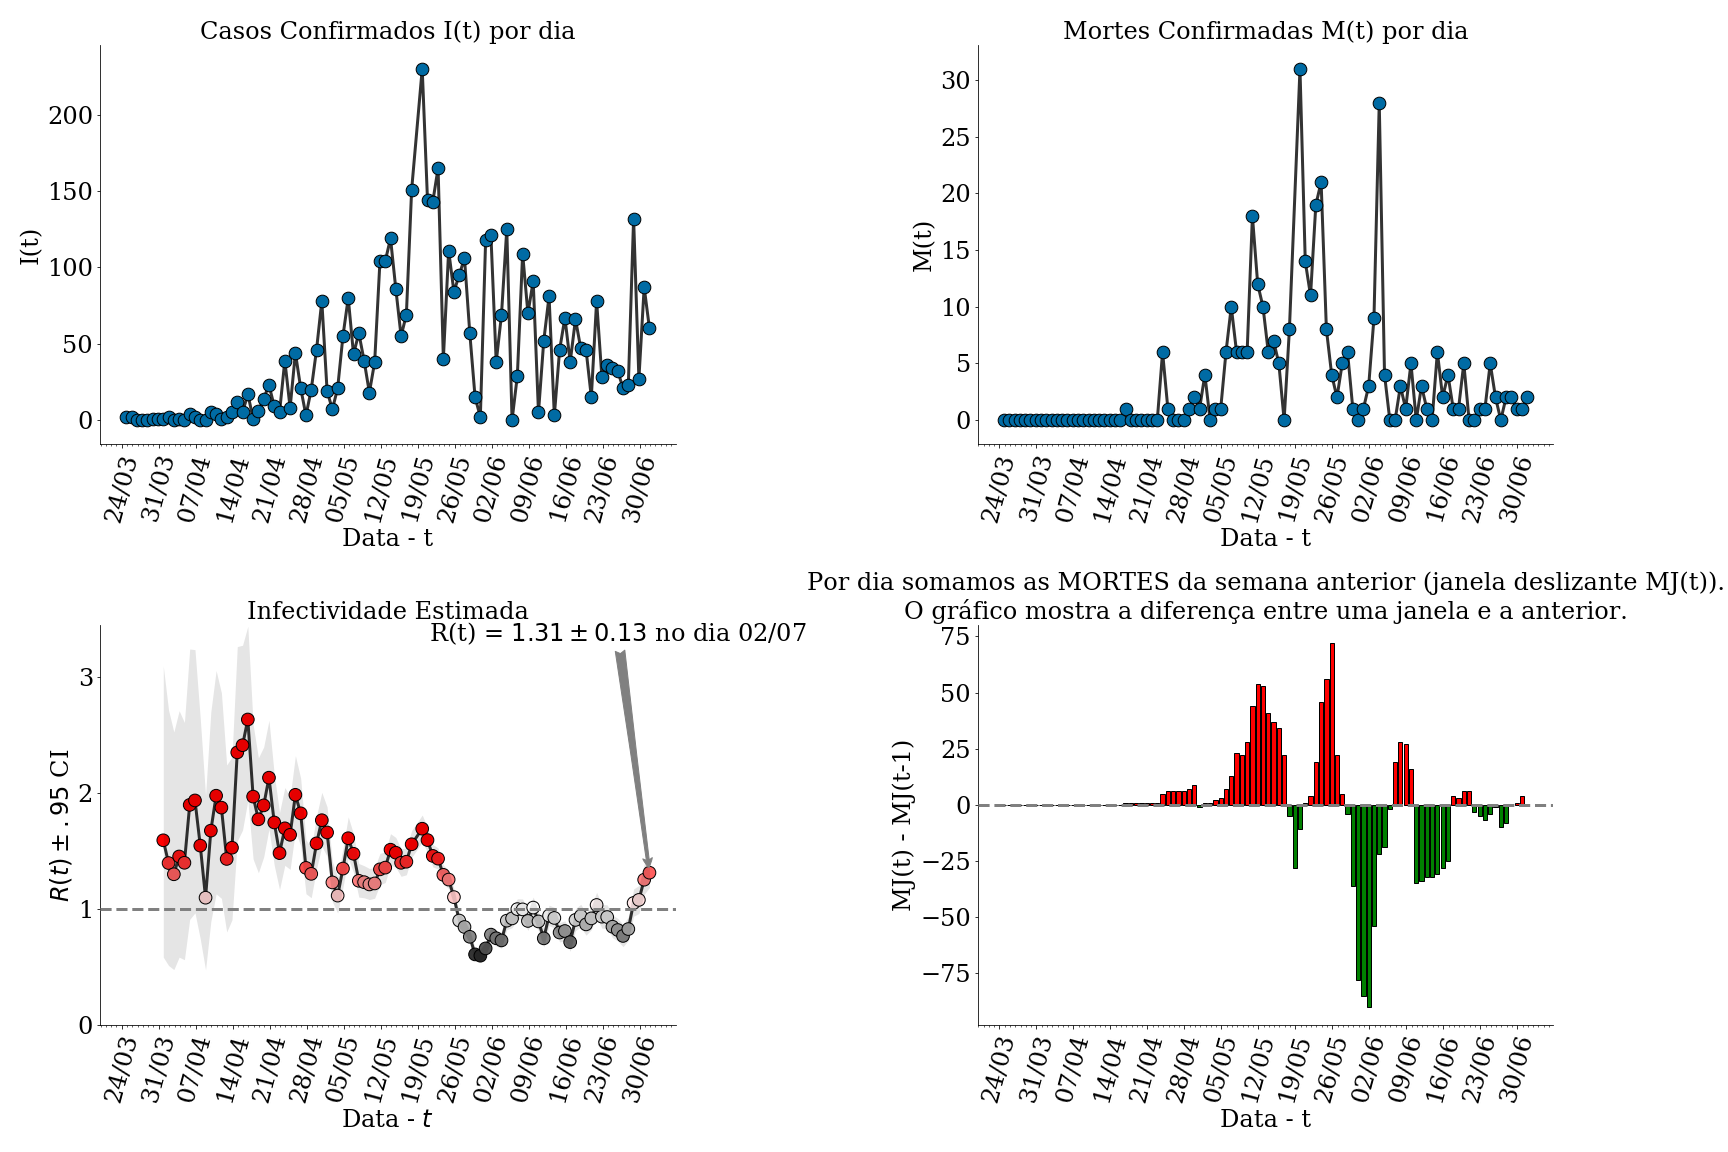 Casos Confirmados I(t) por dia
I(t)
200
150
100
50
0
24/03 31/03 07/04 14/04 21/04 28/04 05/05 12/05 19/05 26/05 02/06 09/06 16/06 23/06 30/06
Data - t
Mortes Confirmadas M(t) por dia
M(t)
30
25
20
15
10
5
0
24/03 31/03 07/04 14/04 21/04 28/04 05/05 12/05 19/05 26/05 02/06 09/06 16/06 23/06 30/06
Data - t
Infectividade Estimada
R(t) = 1.31 ± 0.13 no dia 02/07
R(t) ± .95 CI
3
2
1
0
24/03 31/03 07/04 14/04 21/04 28/04 05/05 12/05 19/05 26/05 02/06 09/06 16/06 23/06 30/06
Data - t
Por dia somamos as MORTES da semana anterior (janela deslizante MJ(t)).
O gráfico mostra a diferença entre uma janela e a anterior.
MJ(t) - MJ(t-1)
75
50
25
0
−25
−50
−75
24/03 31/03 07/04 14/04 21/04 28/04 05/05 12/05 19/05 26/05 02/06 09/06 16/06 23/06 30/06
Data - t